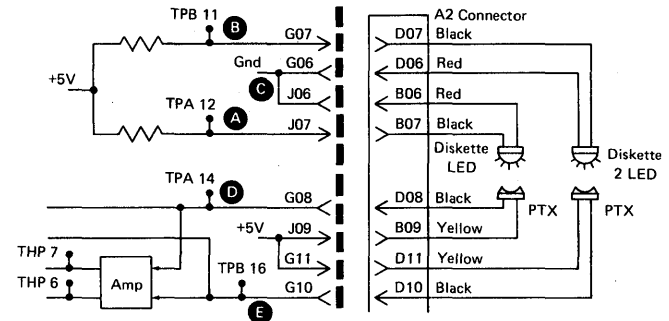 TPB 11
B
G07
A2 Connector
D07 Black
Gnd
G06
D06 Red
+5V
C
J06
B06 Red
TPA 12
A
J07
B07 Black
Diskette
LED
Diskette
2 LED
TPA 14
D
G08
D08 Black
PTX
PTX
+5V
J09
B09 Yellow
THP 7
G11
D11 Yellow
THP 6
Amp
TPB 16
G10
D10 Black
E